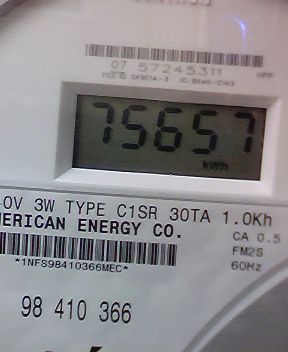 07 57245311
75657
kWh
0V 3W TYPE C1SR 30TA 1.0Kh
MERICAN ENERGY CO.
CA 0.5
FM2S
60Hz
*1NFS98410366MEC*
98 410 366